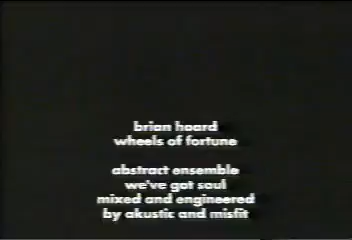 brian hoard
wheels of fortune
abstract ensemble
we've got soul
mixed and engineered
by akustic and misfit